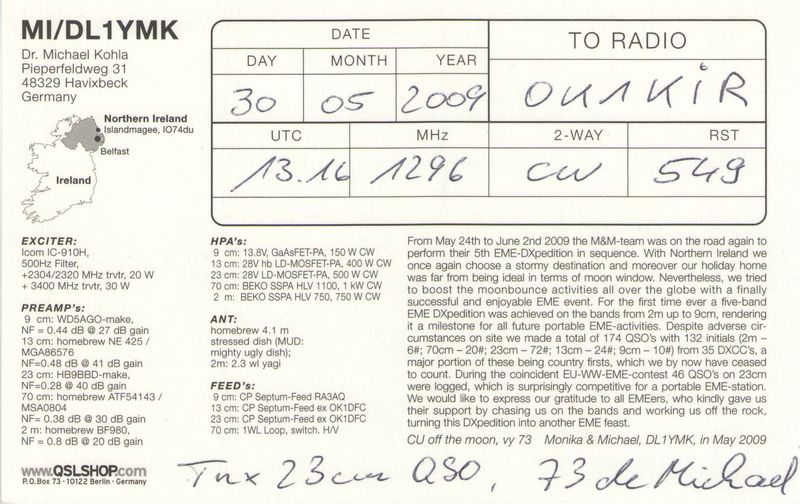 MI/DL1YMK
Dr. Michael Kohla
Pieperfeldweg 31
48329 Havixbeck
Germany
Northern Ireland
Islandmagee, IO74du
Belfast
Ireland
DATE
TO RADIO
DAY MONTH YEAR
30 05 2009 OK1KIR
UTC MHz 2-WAY RST
13.16 1296 CW 549
EXCITER:
Icom IC-910H,
500Hz Filter,
+2304/2320 MHz trvtr, 20 W
+ 3400 MHz trvtr, 30 W
PREAMP's:
9 cm: WD5AGO-make,
NF = 0.44 dB @ 27 dB gain
13 cm: homebrew NE 425 /
MGA86576
NF=0.48 dB @ 41 dB gain
23 cm: HB9BBD-make,
NF=0.28 @ 40 dB gain
70 cm: homebrew ATF54143 /
MSA0804
NF= 0.38 dB @ 30 dB gain
2 m: homebrew BF980,
NF = 0.8 dB @ 20 dB gain
HPA's:
9 cm: 13.8V, GaAsFET-PA, 150 W CW
13 cm: 28V hb LD-MOSFET-PA, 400 W CW
23 cm: 28V LD-MOSFET-PA, 500 W CW
70 cm: BEKO SSPA HLV 1100, 1 kW CW
2 m: BEKO SSPA HLV 750, 750 W CW
ANT:
homebrew 4.1 m
stressed dish (MUD:
mighty ugly dish);
2m: 2.3 wl yagi
FEED's:
9 cm: CP Septum-Feed RA3AQ
13 cm: CP Septum-Feed ex OK1DFC
23 cm: CP Septum-Feed ex OK1DFC
70 cm: 1WL Loop, switch. H/V
From May 24th to June 2nd 2009 the M&M-team was on the road again to
perform their 5th EME-DXpedition in sequence. With Northern Ireland we
once again choose a stormy destination and moreover our holiday home
was far from being ideal in terms of moon window. Nevertheless, we tried
to boost the moonbounce activities all over the globe with a finally
successful and enjoyable EME event. For the first time ever a five-band
EME DXpedition was achieved on the bands from 2m up to 9cm, rendering
it a milestone for all future portable EME-activities. Despite adverse cir-
cumstances on site we made a total of 174 QSO's with 132 initials (2m –
6#; 70cm – 20#; 23cm – 72#; 13cm – 24#; 9cm – 10#) from 35 DXCC's, a
major portion of these being country firsts, which we by now have ceased
to count. During the coincident EU-WW-EME-contest 46 QSO's on 23cm
were logged, which is surprisingly competitive for a portable EME-station.
We would like to express our gratitude to all EMEers, who kindly gave us
their support by chasing us on the bands and working us off the rock,
turning this DXpedition into another EME feast.
CU off the moon, vy 73 Monika & Michael, DL1YMK, in May 2009
www.QSLSHOP.com
P.O.Box 73 · 10122 Berlin · Germany
Tnx 23cm QSO, 73 de Michael